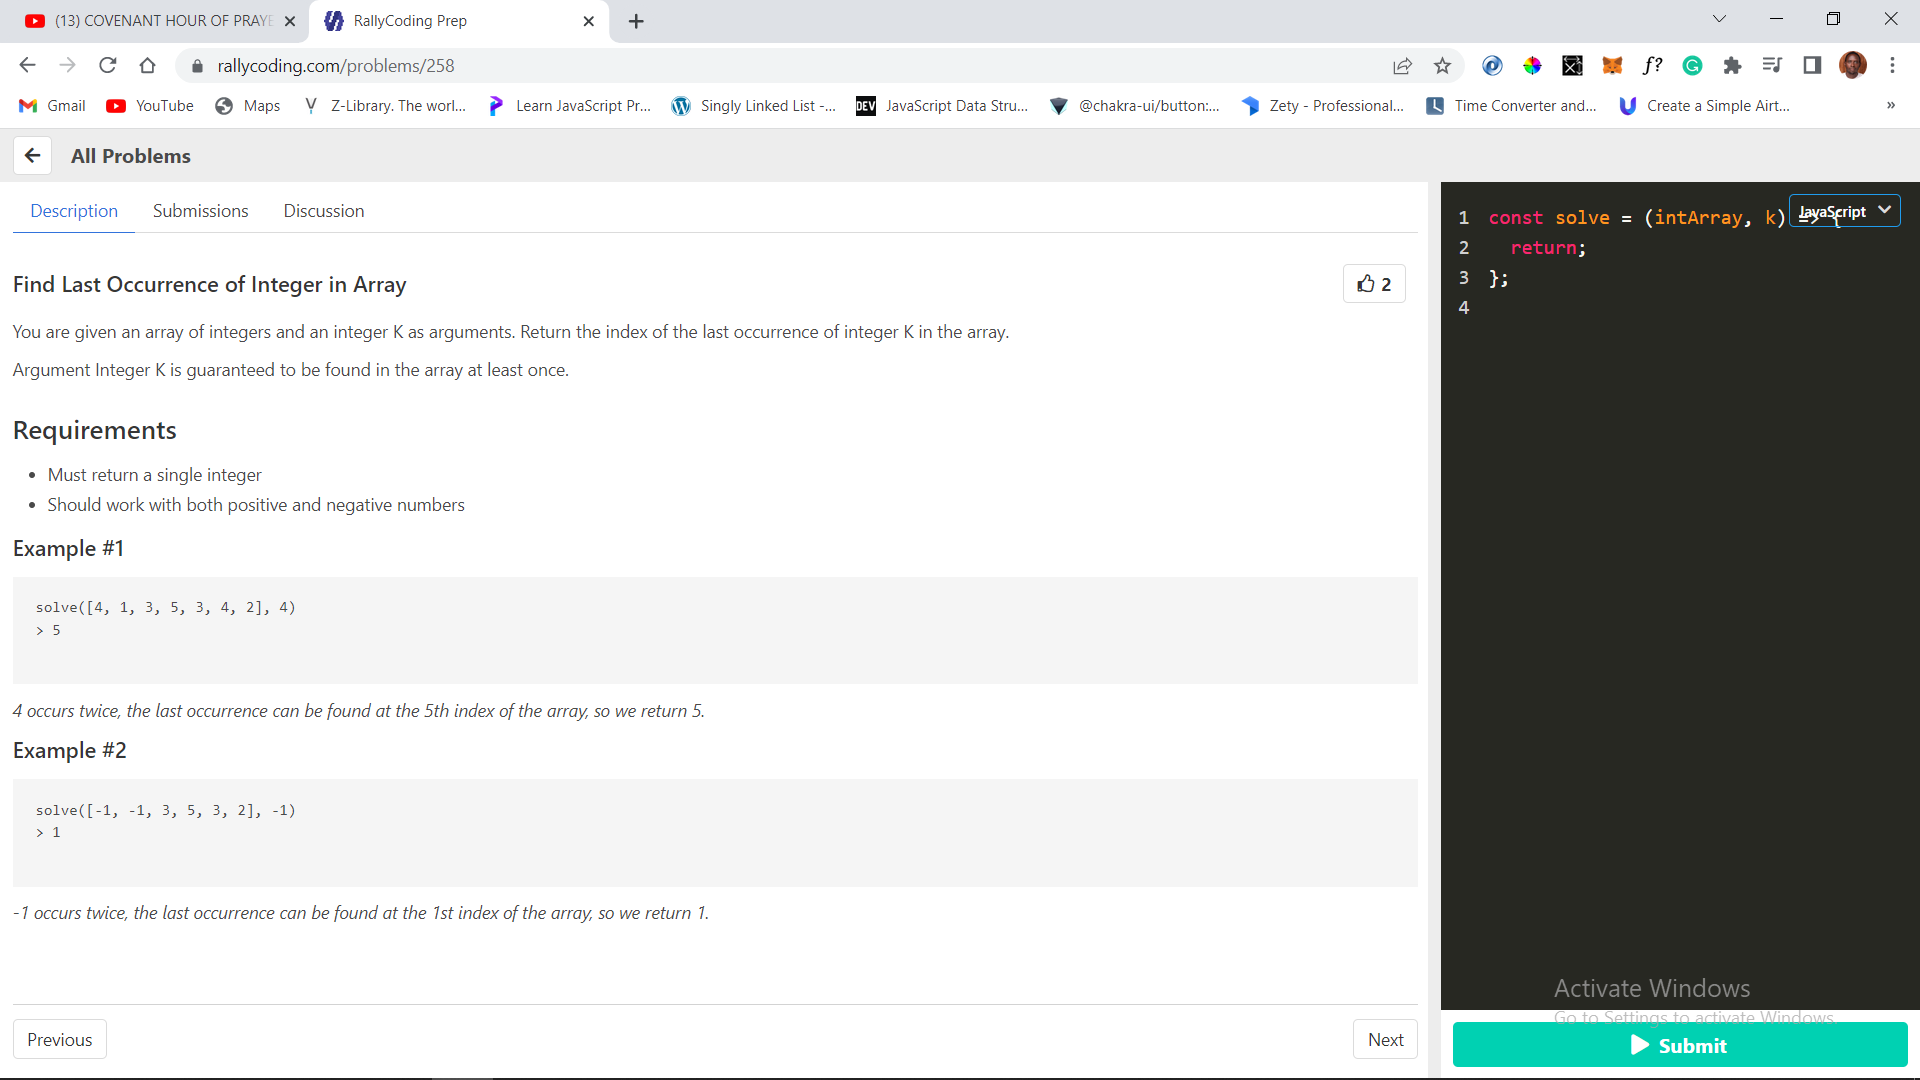 (13) COVENANT HOUR OF PRAYE
RallyCoding Prep
rallycoding.com/problems/258
f?
Gmail
YouTube
Maps
Z-Library. The worl...
Learn JavaScript Pr...
Singly Linked List -...
DEV
JavaScript Data Stru...
@chakra-ui/button:...
Zety - Professional...
Time Converter and...
Create a Simple Airt...
»
All Problems
Description
Submissions
Discussion
Find Last Occurrence of Integer in Array
2
You are given an array of integers and an integer K as arguments. Return the index of the last occurrence of integer K in the array.
Argument Integer K is guaranteed to be found in the array at least once.
Requirements
• Must return a single integer
• Should work with both positive and negative numbers
Example #1
solve([4, 1, 3, 5, 3, 4, 2], 4)
> 5
4 occurs twice, the last occurrence can be found at the 5th index of the array, so we return 5.
Example #2
solve([-1, -1, 3, 5, 3, 2], -1)
> 1
-1 occurs twice, the last occurrence can be found at the 1st index of the array, so we return 1.
Previous
Next
JavaScript
1 const solve = (intArray, k) => {
2 return;
3 };
4
Activate Windows
Go to Settings to activate Windows.
Submit